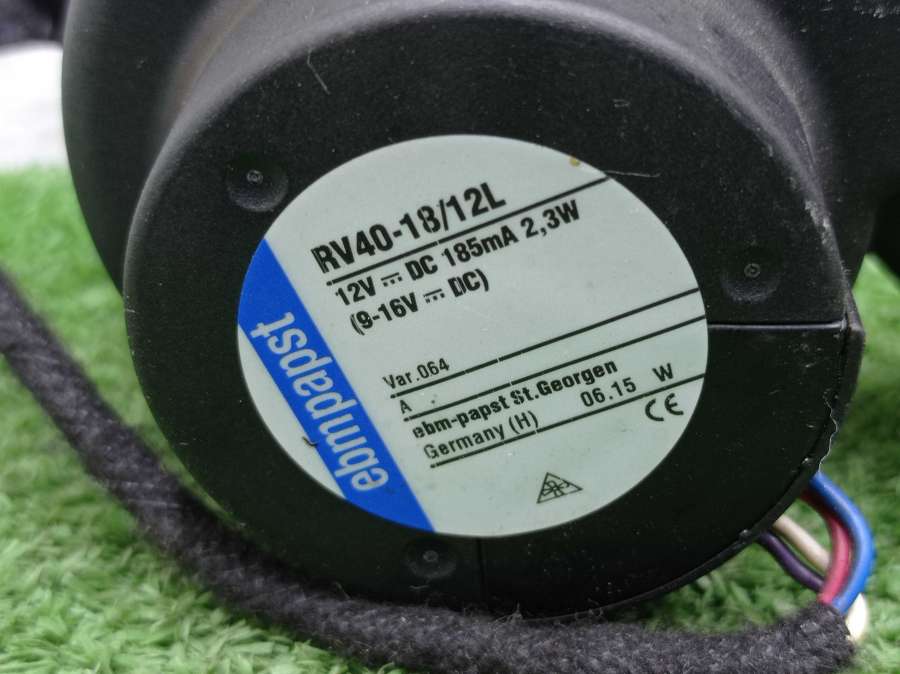 RV40-18/12L
12V ⎓ DC 185mA 2,3W
(9-16V ⎓ DC)
Var.064
A
ebm-papst St.Georgen
Germany (H) 06.15 W
CE
ebmpapst